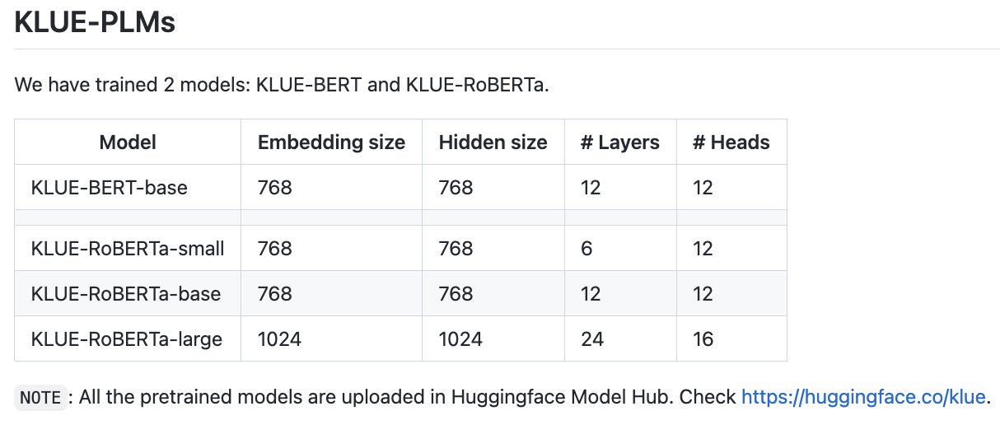 KLUE-PLMs
We have trained 2 models: KLUE-BERT and KLUE-RoBERTa.
Model Embedding size Hidden size # Layers # Heads
KLUE-BERT-base 768 768 12 12
KLUE-RoBERTa-small 768 768 6 12
KLUE-RoBERTa-base 768 768 12 12
KLUE-RoBERTa-large 1024 1024 24 16
NOTE : All the pretrained models are uploaded in Huggingface Model Hub. Check https://huggingface.co/klue.